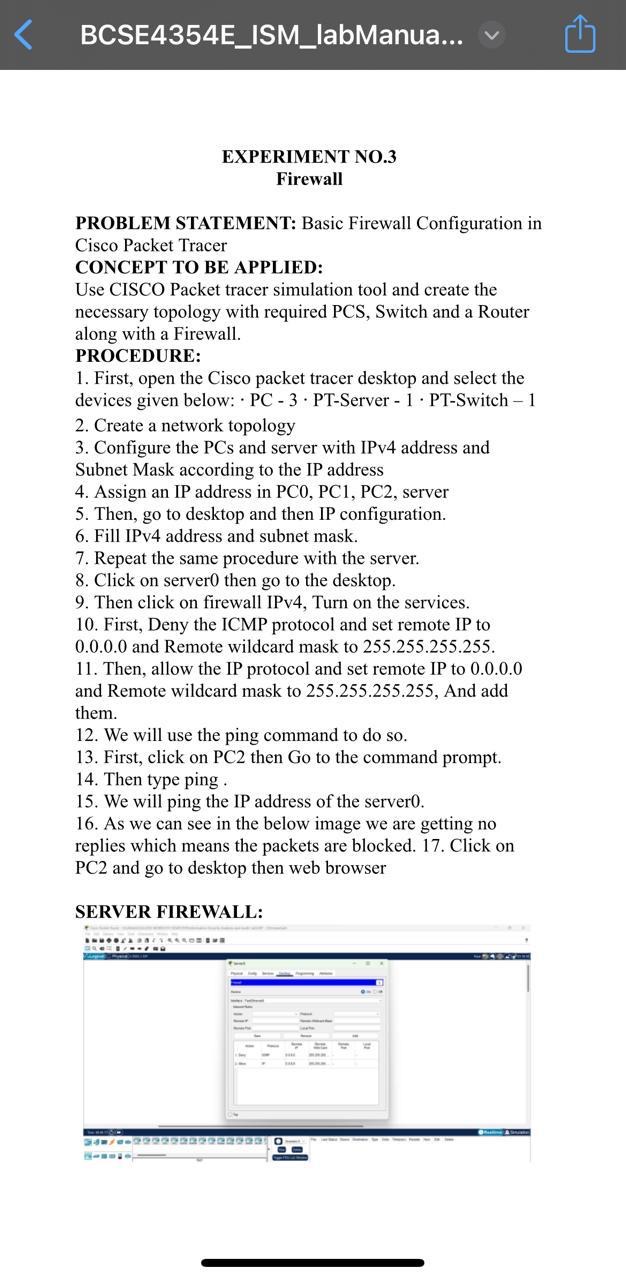 BCSE4354E_ISM_labManua...
EXPERIMENT NO.3
Firewall
PROBLEM STATEMENT: Basic Firewall Configuration in
Cisco Packet Tracer
CONCEPT TO BE APPLIED:
Use CISCO Packet tracer simulation tool and create the
necessary topology with required PCS, Switch and a Router
along with a Firewall.
PROCEDURE:
1. First, open the Cisco packet tracer desktop and select the
devices given below: · PC - 3 · PT-Server - 1 · PT-Switch – 1
2. Create a network topology
3. Configure the PCs and server with IPv4 address and
Subnet Mask according to the IP address
4. Assign an IP address in PC0, PC1, PC2, server
5. Then, go to desktop and then IP configuration.
6. Fill IPv4 address and subnet mask.
7. Repeat the same procedure with the server.
8. Click on server0 then go to the desktop.
9. Then click on firewall IPv4, Turn on the services.
10. First, Deny the ICMP protocol and set remote IP to
0.0.0.0 and Remote wildcard mask to 255.255.255.255.
11. Then, allow the IP protocol and set remote IP to 0.0.0.0
and Remote wildcard mask to 255.255.255.255, And add
them.
12. We will use the ping command to do so.
13. First, click on PC2 then Go to the command prompt.
14. Then type ping .
15. We will ping the IP address of the server0.
16. As we can see in the below image we are getting no
replies which means the packets are blocked. 17. Click on
PC2 and go to desktop then web browser
SERVER FIREWALL:
Physical Config Services Desktop Programming Attributes